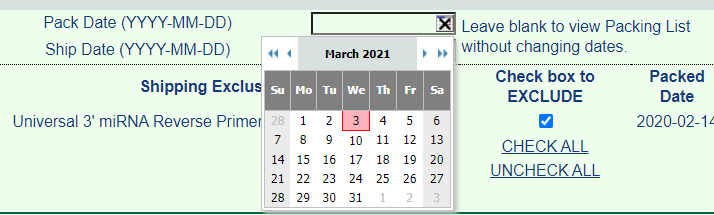 Pack Date (YYYY-MM-DD)
Leave blank to view Packing List
without changing dates.
Ship Date (YYYY-MM-DD)
March 2021
Su Mo Tu We Th Fr Sa
28 1 2 3 4 5 6
7 8 9 10 11 12 13
14 15 16 17 18 19 20
21 22 23 24 25 26 27
28 29 30 31 1 2 3
Shipping Exclus
Check box to
EXCLUDE
Packed
Date
Universal 3' miRNA Reverse Primer
2020-02-14
CHECK ALL
UNCHECK ALL